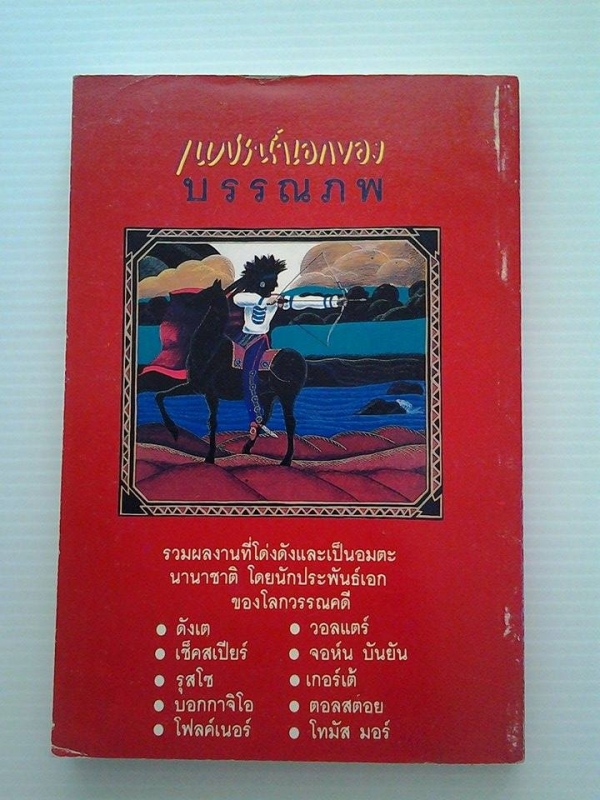 เพชรน้ำเอกของ
บรรณภพ
รวมผลงานที่โด่งดังและเป็นอมตะ
นานาชาติ โดยนักประพันธ์เอก
ของโลกวรรณคดี
● ดังเต ● วอลแตร์
● เช็คสเปียร์ ● จอห์น บันยัน
● รุสโซ ● เกอร์เต้
● บอกกาจิโอ ● ตอลสตอย
● โฟลค์เนอร์ ● โทมัส มอร์